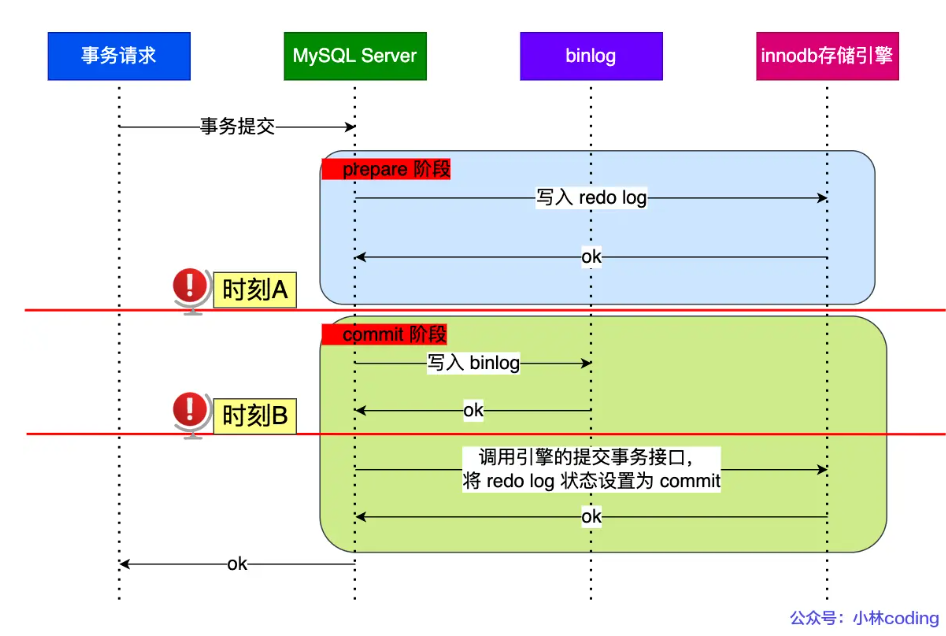 事务请求
MySQL Server
binlog
innodb存储引擎
事务提交
prepare 阶段
写入 redo log
ok
时刻A
commit 阶段
写入 binlog
ok
时刻B
调用引擎的提交事务接口，
将 redo log 状态设置为 commit
ok
ok
公众号：小林coding